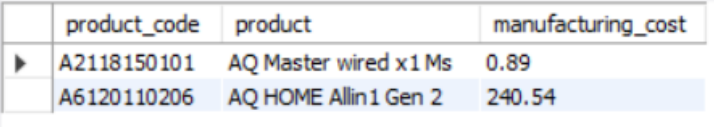 product_code product manufacturing_cost
A2118150101 AQ Master wired x1 Ms 0.89
A6120110206 AQ HOME Allin1 Gen 2 240.54